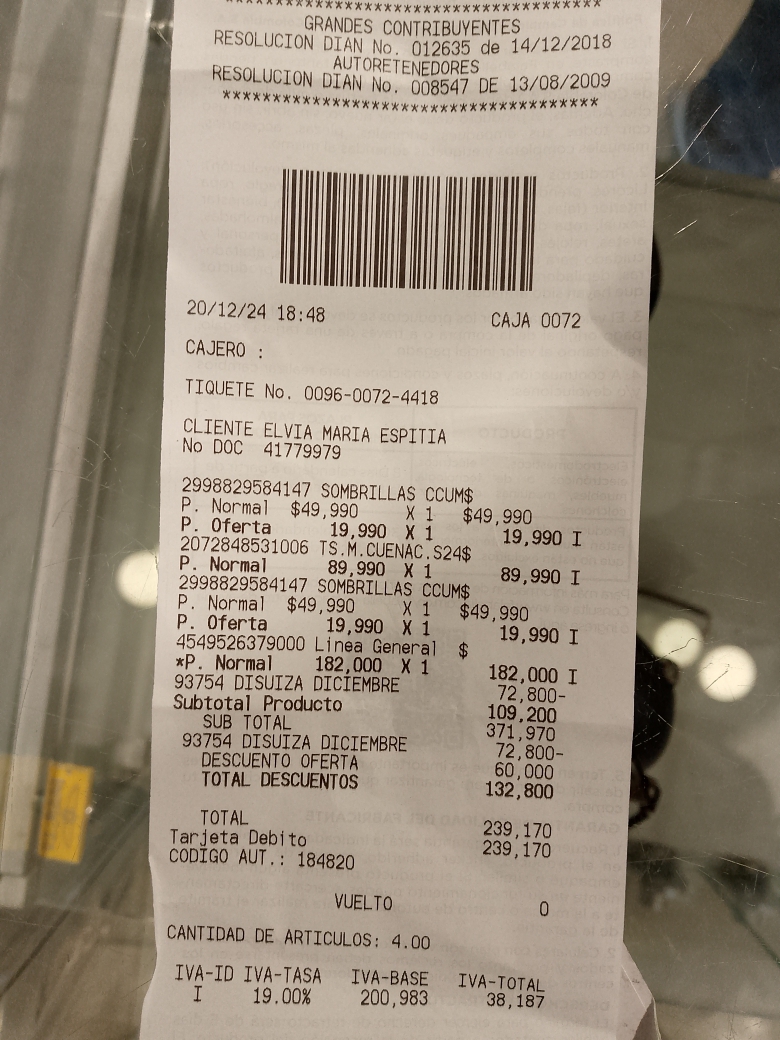 *************************************
GRANDES CONTRIBUYENTES
RESOLUCION DIAN No. 012635 de 14/12/2018
AUTORETENEDORES
RESOLUCION DIAN No. 008547 DE 13/08/2009
*************************************
20/12/24 18:48 CAJA 0072
CAJERO :
TIQUETE No. 0096-0072-4418
CLIENTE ELVIA MARIA ESPITIA
No DOC 41779979
2998829584147 SOMBRILLAS CCUM$
P. Normal $49,990 X 1 $49,990
P. Oferta 19,990 X 1 19,990 I
2072848531006 TS.M.CUENAC.S24$
P. Normal 89,990 X 1 89,990 I
2998829584147 SOMBRILLAS CCUM$
P. Normal $49,990 X 1 $49,990
P. Oferta 19,990 X 1 19,990 I
4549526379000 Linea General $
*P. Normal 182,000 X 1 182,000 I
93754 DISUIZA DICIEMBRE 72,800-
Subtotal Producto 109,200
SUB TOTAL 371,970
93754 DISUIZA DICIEMBRE 72,800-
DESCUENTO OFERTA 60,000
TOTAL DESCUENTOS 132,800
TOTAL 239,170
Tarjeta Debito 239,170
CODIGO AUT.: 184820
VUELTO 0
CANTIDAD DE ARTICULOS: 4.00
IVA-ID IVA-TASA IVA-BASE IVA-TOTAL
I 19.00% 200,983 38,187